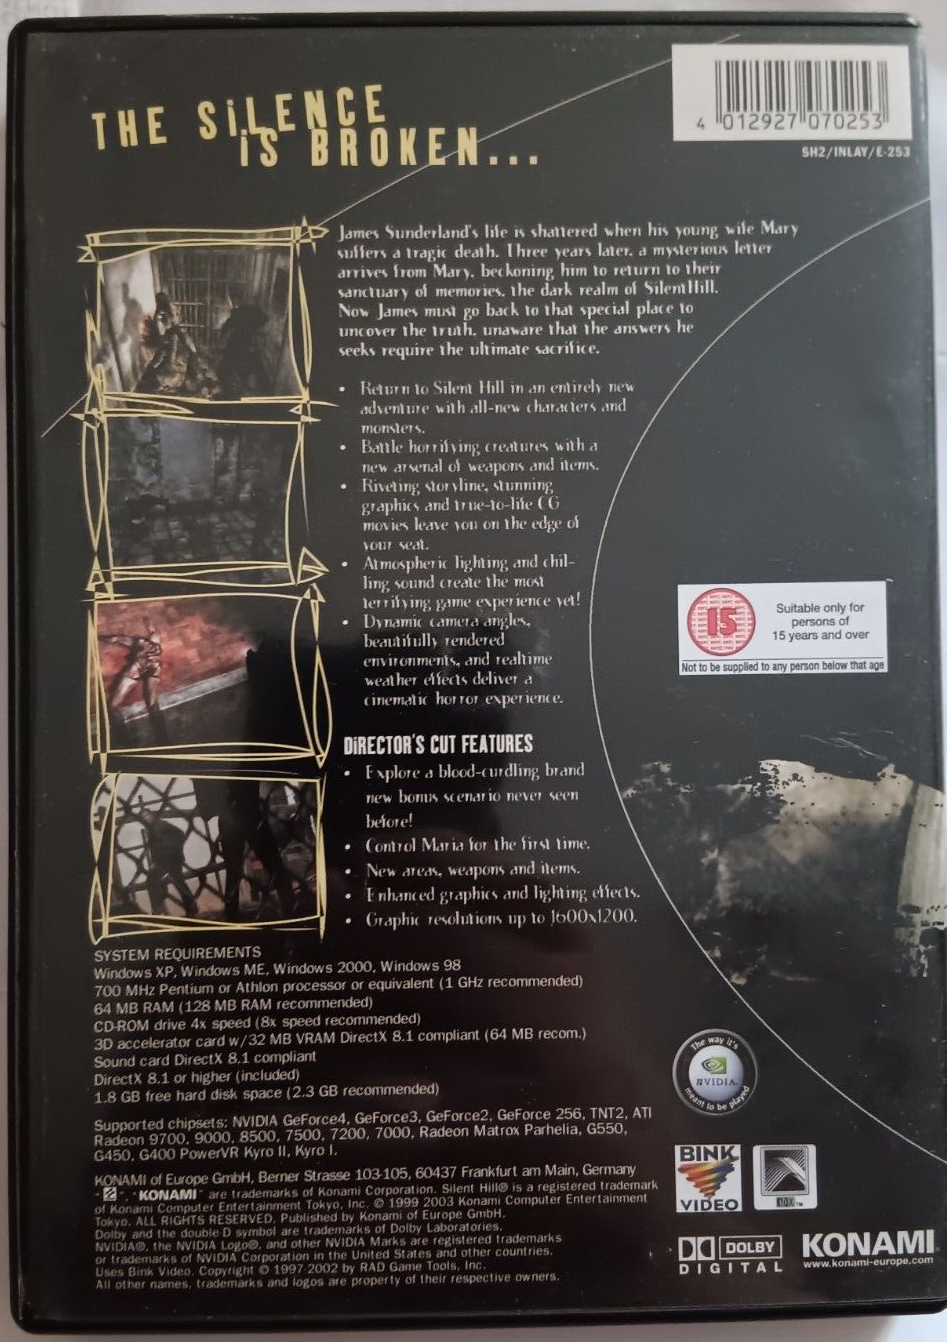 THE SiLENCE
iS BROKEN...
4 012927 070253
SH2/INLAY/E-253
James Sunderland's life is shattered when his young wife Mary
suffers a tragic death. Three years later, a mysterious letter
arrives from Mary, beckoning him to return to their
sanctuary of memories, the dark realm of SilentHill.
Now James must go back to that special place to
uncover the truth, unaware that the answers he
seeks require the ultimate sacrifice.
• Return to Silent Hill in an entirely new
adventure with all-new characters and
monsters.
• Battle horrifying creatures with a
new arsenal of weapons and items.
• Riveting storyline, stunning
graphics and true-to-life CG
movies leave you on the edge of
your seat.
• Atmospheric lighting and chil-
ling sound create the most
terrifying game experience yet!
• Dynamic camera angles,
beautifully rendered
environments, and realtime
weather effects deliver a
cinematic horror experience.
15
Suitable only for
persons of
15 years and over
Not to be supplied to any person below that age
DiRECTOR'S CUT FEATURES
• Explore a blood-curdling brand
new bonus scenario never seen
before!
• Control Maria for the first time.
• New areas, weapons and items.
• Enhanced graphics and lighting effects.
• Graphic resolutions up to 1600x1200.
SYSTEM REQUIREMENTS
Windows XP, Windows ME, Windows 2000, Windows 98
700 MHz Pentium or Athlon processor or equivalent (1 GHz recommended)
64 MB RAM (128 MB RAM recommended)
CD-ROM drive 4x speed (8x speed recommended)
3D accelerator card w/32 MB VRAM DirectX 8.1 compliant (64 MB recom.)
Sound card DirectX 8.1 compliant
DirectX 8.1 or higher (included)
1.8 GB free hard disk space (2.3 GB recommended)
Supported chipsets: NVIDIA GeForce4, GeForce3, GeForce2, GeForce 256, TNT2, ATI
Radeon 9700, 9000, 8500, 7500, 7200, 7000, Radeon Matrox Parhelia, G550,
G450, G400 PowerVR Kyro II, Kyro I.
KONAMI of Europe GmbH, Berner Strasse 103-105, 60437 Frankfurt am Main, Germany
" ", "KONAMI" are trademarks of Konami Corporation. Silent Hill® is a registered trademark
of Konami Computer Entertainment Tokyo, Inc. © 1999 2003 Konami Computer Entertainment
Tokyo. ALL RIGHTS RESERVED. Published by Konami of Europe GmbH.
Dolby and the double-D symbol are trademarks of Dolby Laboratories.
NVIDIA®, the NVIDIA Logo®, and other NVIDIA Marks are registered trademarks
or trademarks of NVIDIA Corporation in the United States and other countries.
Uses Bink Video. Copyright © 1997-2002 by RAD Game Tools, Inc.
All other names, trademarks and logos are property of their respective owners.
The way it's
NVIDIA.
meant to be played
BINK
VIDEO
DOLBY
DIGITAL
KONAMI
www.konami-europe.com